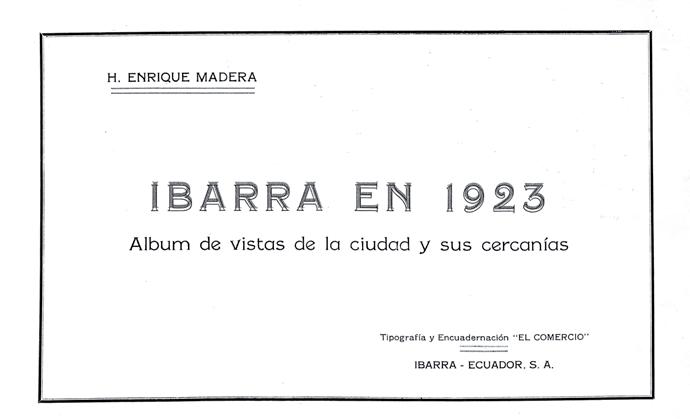 H. ENRIQUE MADERA
IBARRA EN 1923
Album de vistas de la ciudad y sus cercanías
Tipografía y Encuadernación "EL COMERCIO"
IBARRA - ECUADOR, S. A.